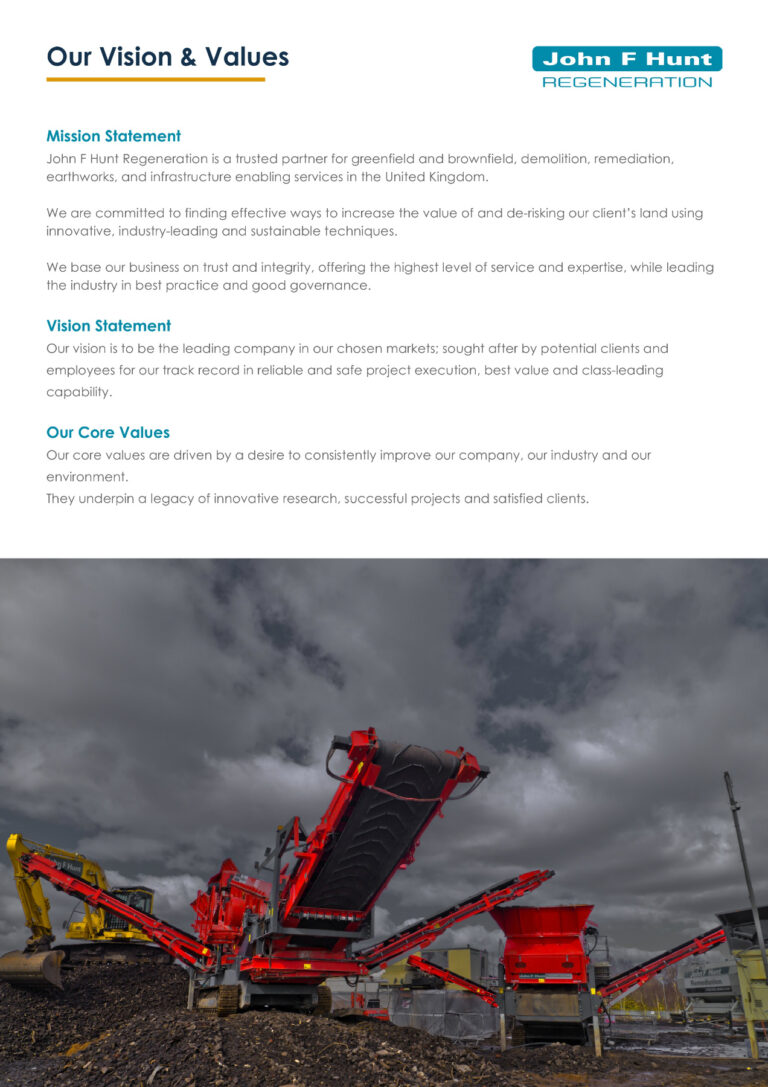 Our Vision & Values
John F Hunt
REGENERATION
Mission Statement
John F Hunt Regeneration is a trusted partner for greenfield and brownfield, demolition, remediation,
earthworks, and infrastructure enabling services in the United Kingdom.
We are committed to finding effective ways to increase the value of and de-risking our client's land using
innovative, industry-leading and sustainable techniques.
We base our business on trust and integrity, offering the highest level of service and expertise, while leading
the industry in best practice and good governance.
Vision Statement
Our vision is to be the leading company in our chosen markets; sought after by potential clients and
employees for our track record in reliable and safe project execution, best value and class-leading
capability.
Our Core Values
Our core values are driven by a desire to consistently improve our company, our industry and our
environment.
They underpin a legacy of innovative research, successful projects and satisfied clients.
John F Hunt
John F Hunt